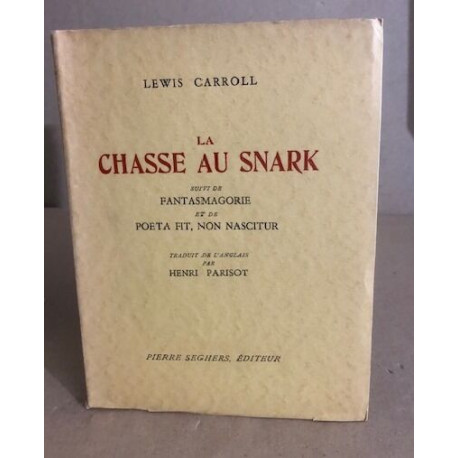 LEWIS CARROLL
LA
CHASSE AU SNARK
SUIVI DE
FANTASMAGORIE
ET DE
POETA FIT, NON NASCITUR
TRADUIT DE L'ANGLAIS
PAR
HENRI PARISOT
PIERRE SEGHERS, ÉDITEUR